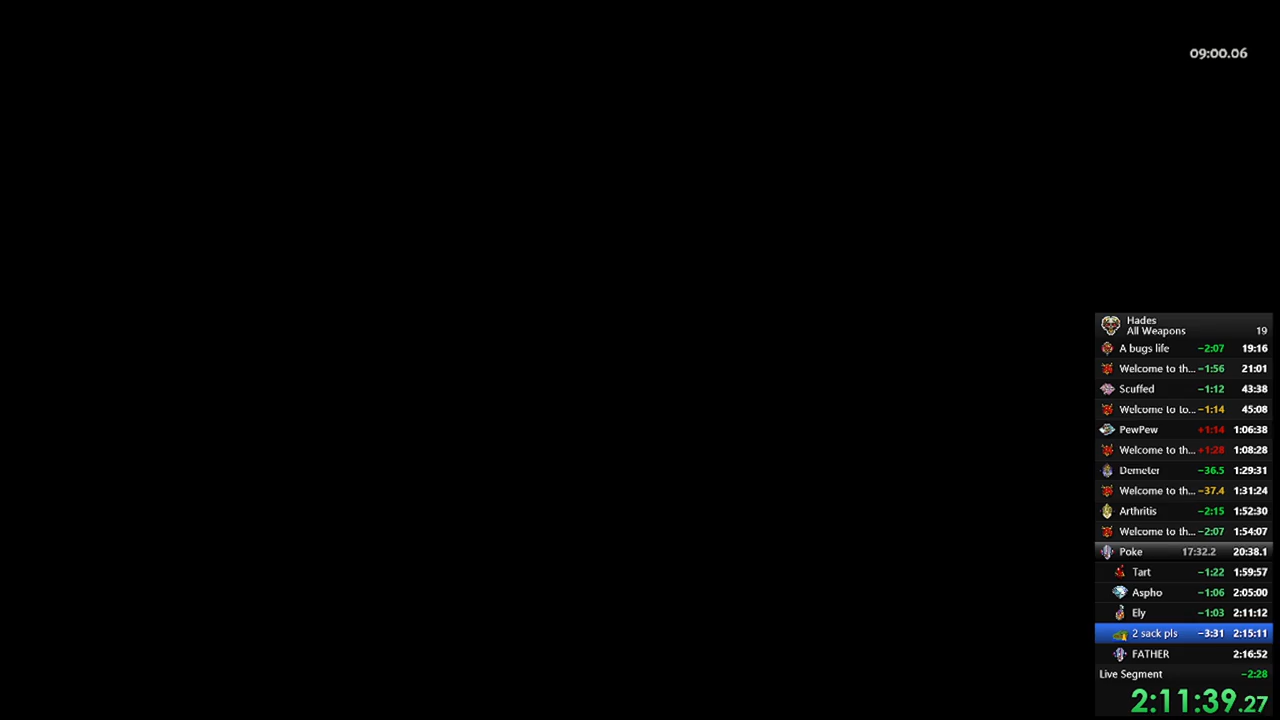 09:00.06
Hades
All Weapons 19
A bugs life −2:07 19:16
Welcome to th... −1:56 21:01
Scuffed −1:12 43:38
Welcome to to... −1:14 45:08
PewPew +1:14 1:06:38
Welcome to th... +1:28 1:08:28
Demeter −36.5 1:29:31
Welcome to th... −37.4 1:31:24
Arthritis −2:15 1:52:30
Welcome to th... −2:07 1:54:07
Poke 17:32.2 20:38.1
Tart −1:22 1:59:57
Aspho −1:06 2:05:00
Ely −1:03 2:11:12
2 sack pls −3:31 2:15:11
FATHER 2:16:52
Live Segment −2:28
2:11:39.27